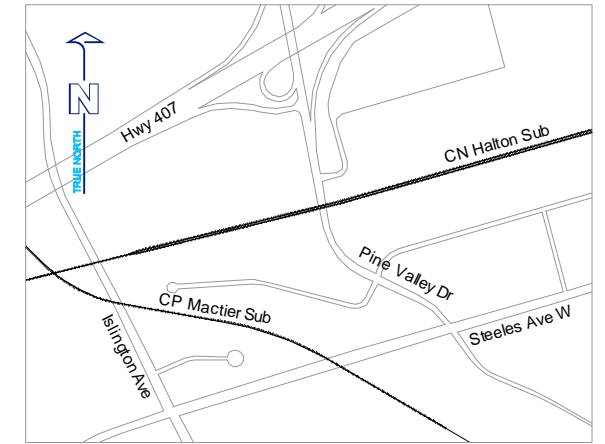 N
TRUE NORTH
Hwy 407
CN Halton Sub
Pine Valley Dr
CP Mactier Sub
Islington Ave
Steeles Ave W